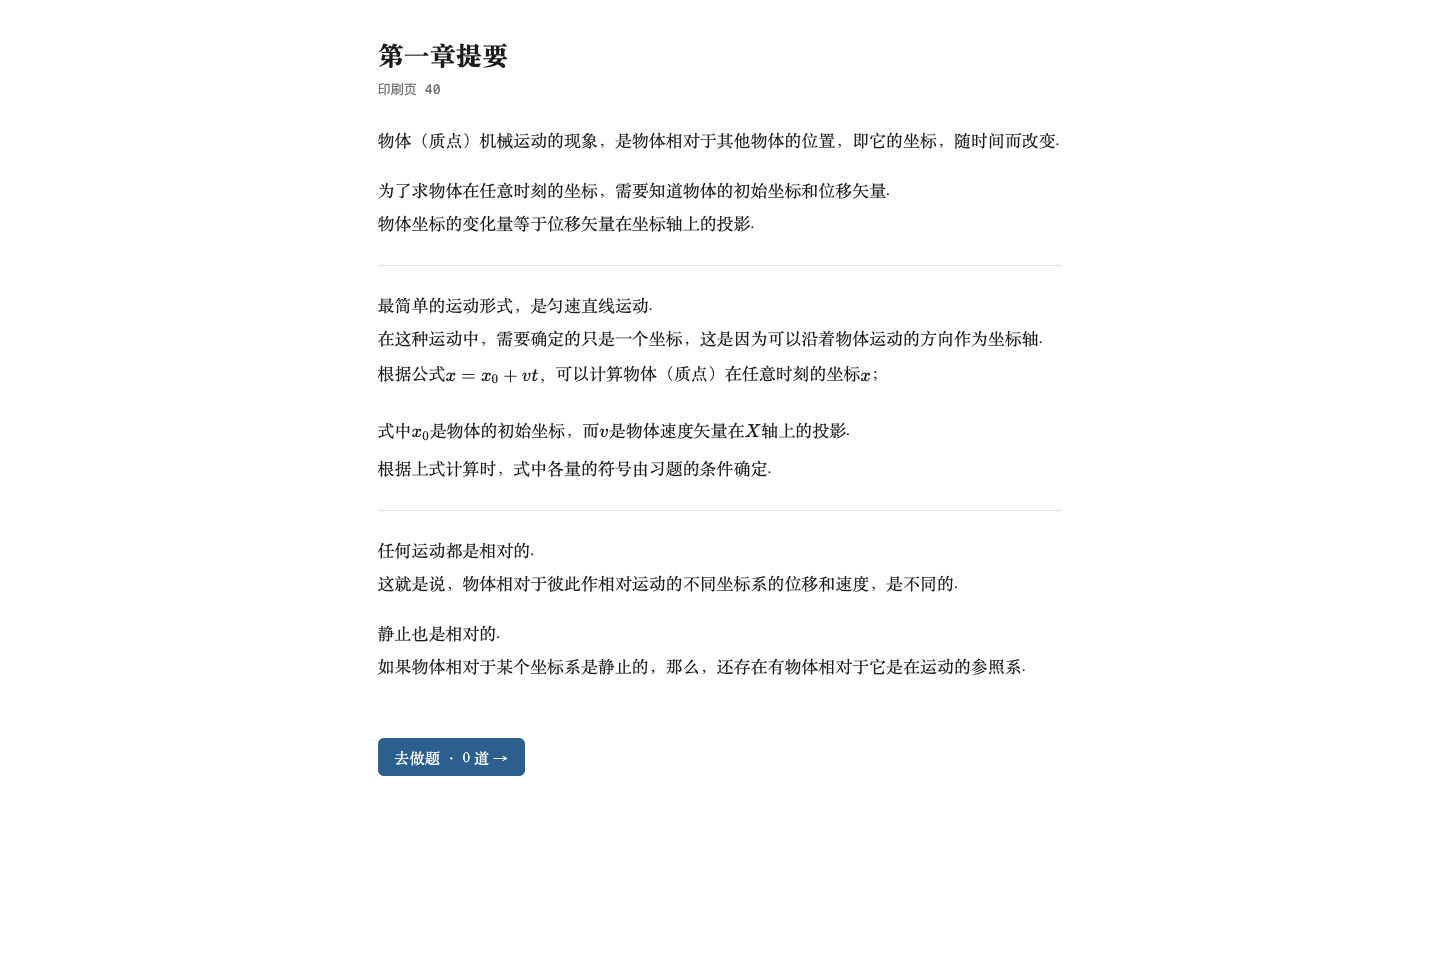 第一章提要
印刷页 40
物体（质点）机械运动的现象，是物体相对于其他物体的位置，即它的坐标，随时间而改变.
为了求物体在任意时刻的坐标，需要知道物体的初始坐标和位移矢量.
物体坐标的变化量等于位移矢量在坐标轴上的投影.
最简单的运动形式，是匀速直线运动.
在这种运动中，需要确定的只是一个坐标，这是因为可以沿着物体运动的方向作为坐标轴.
根据公式x = x₀ + vt，可以计算物体（质点）在任意时刻的坐标x；
式中x₀是物体的初始坐标，而v是物体速度矢量在X轴上的投影.
根据上式计算时，式中各量的符号由习题的条件确定.
任何运动都是相对的.
这就是说，物体相对于彼此作相对运动的不同坐标系的位移和速度，是不同的.
静止也是相对的.
如果物体相对于某个坐标系是静止的，那么，还存在有物体相对于它是在运动的参照系.
去做题 · 0 道 →